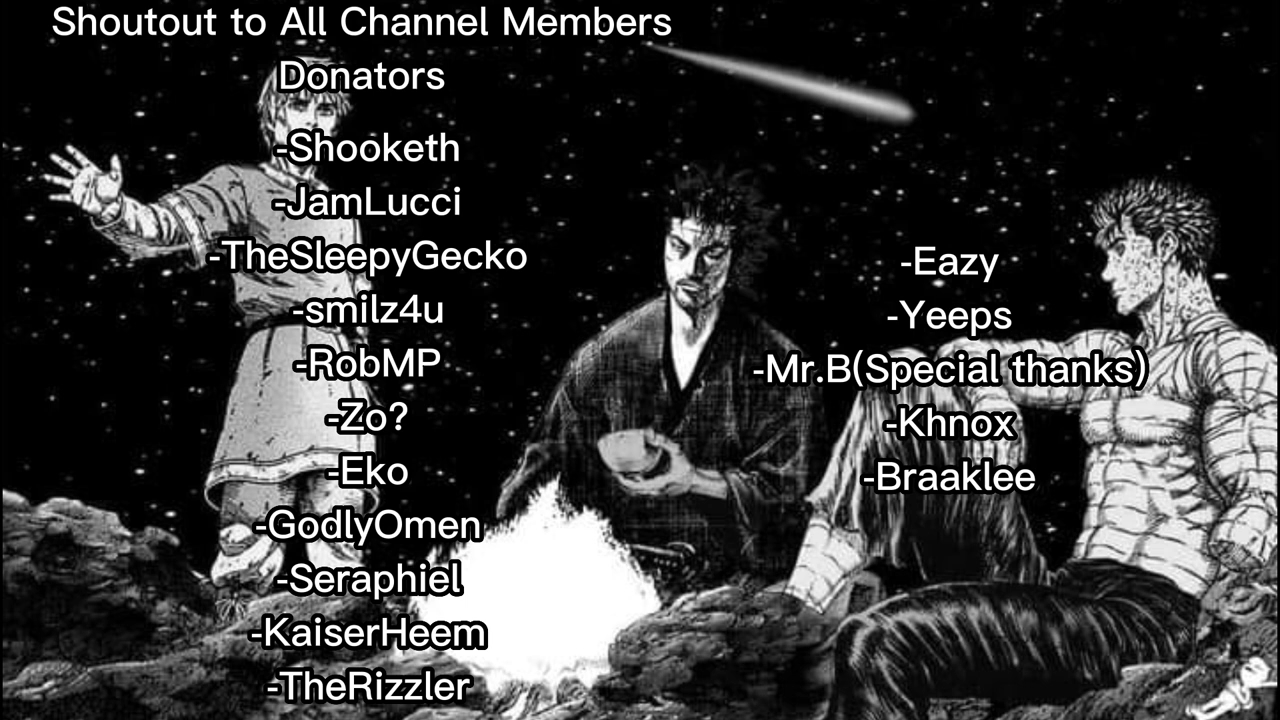 Shoutout to All Channel Members
Donators
-Shooketh
-JamLucci
-TheSleepyGecko
-smilz4u
-RobMP
-Zo?
-Eko
-GodlyOmen
-Seraphiel
-KaiserHeem
-TheRizzler
-Eazy
-Yeeps
-Mr.B(Special thanks)
-Khnox
-Braaklee